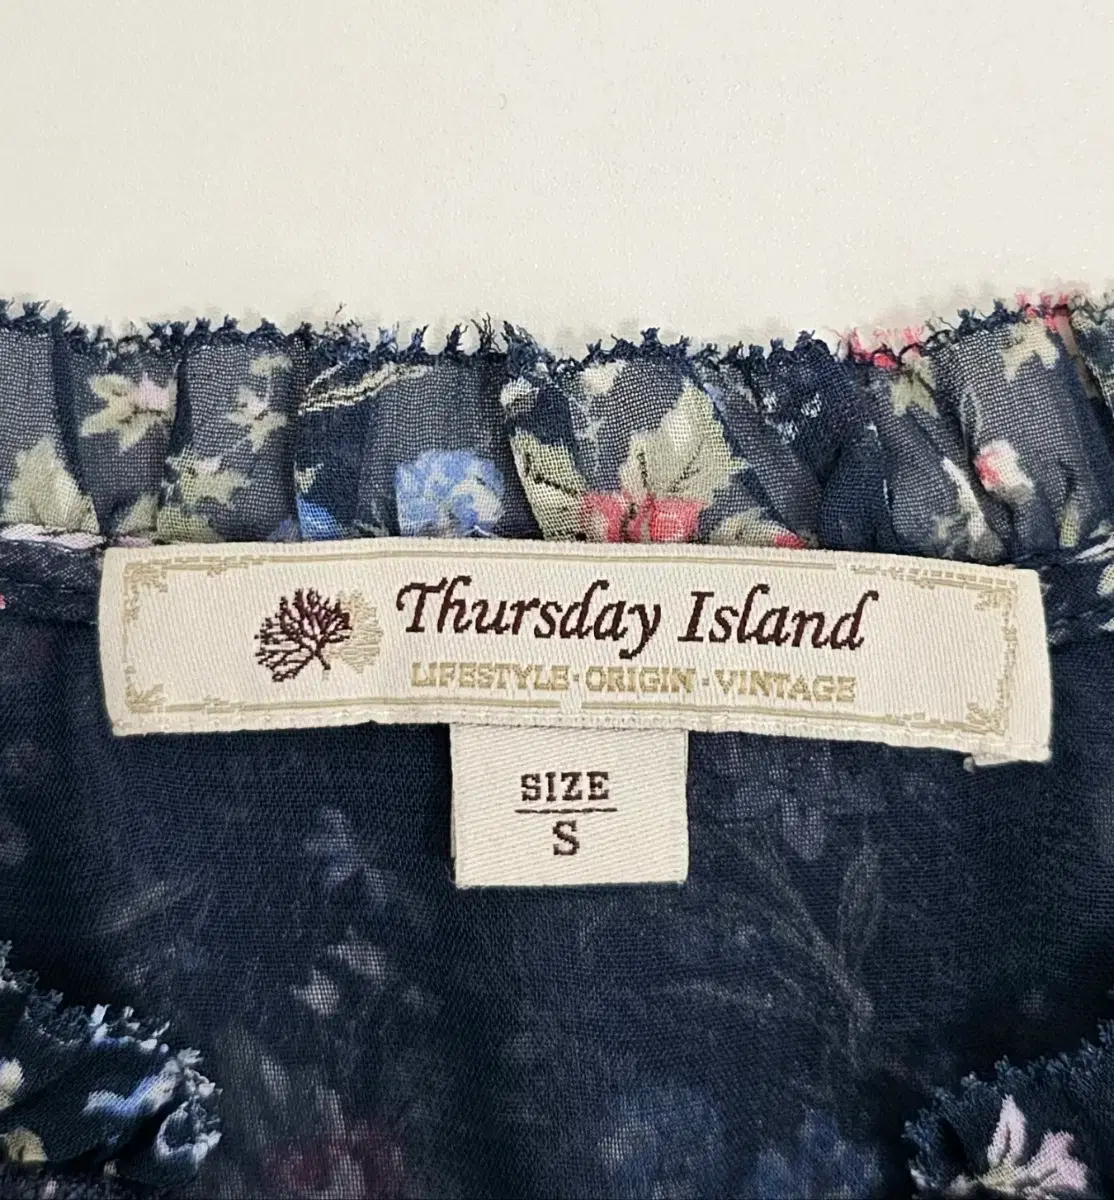 Thursday Island
LIFESTYLE·ORIGIN·VINTAGE
SIZE
S